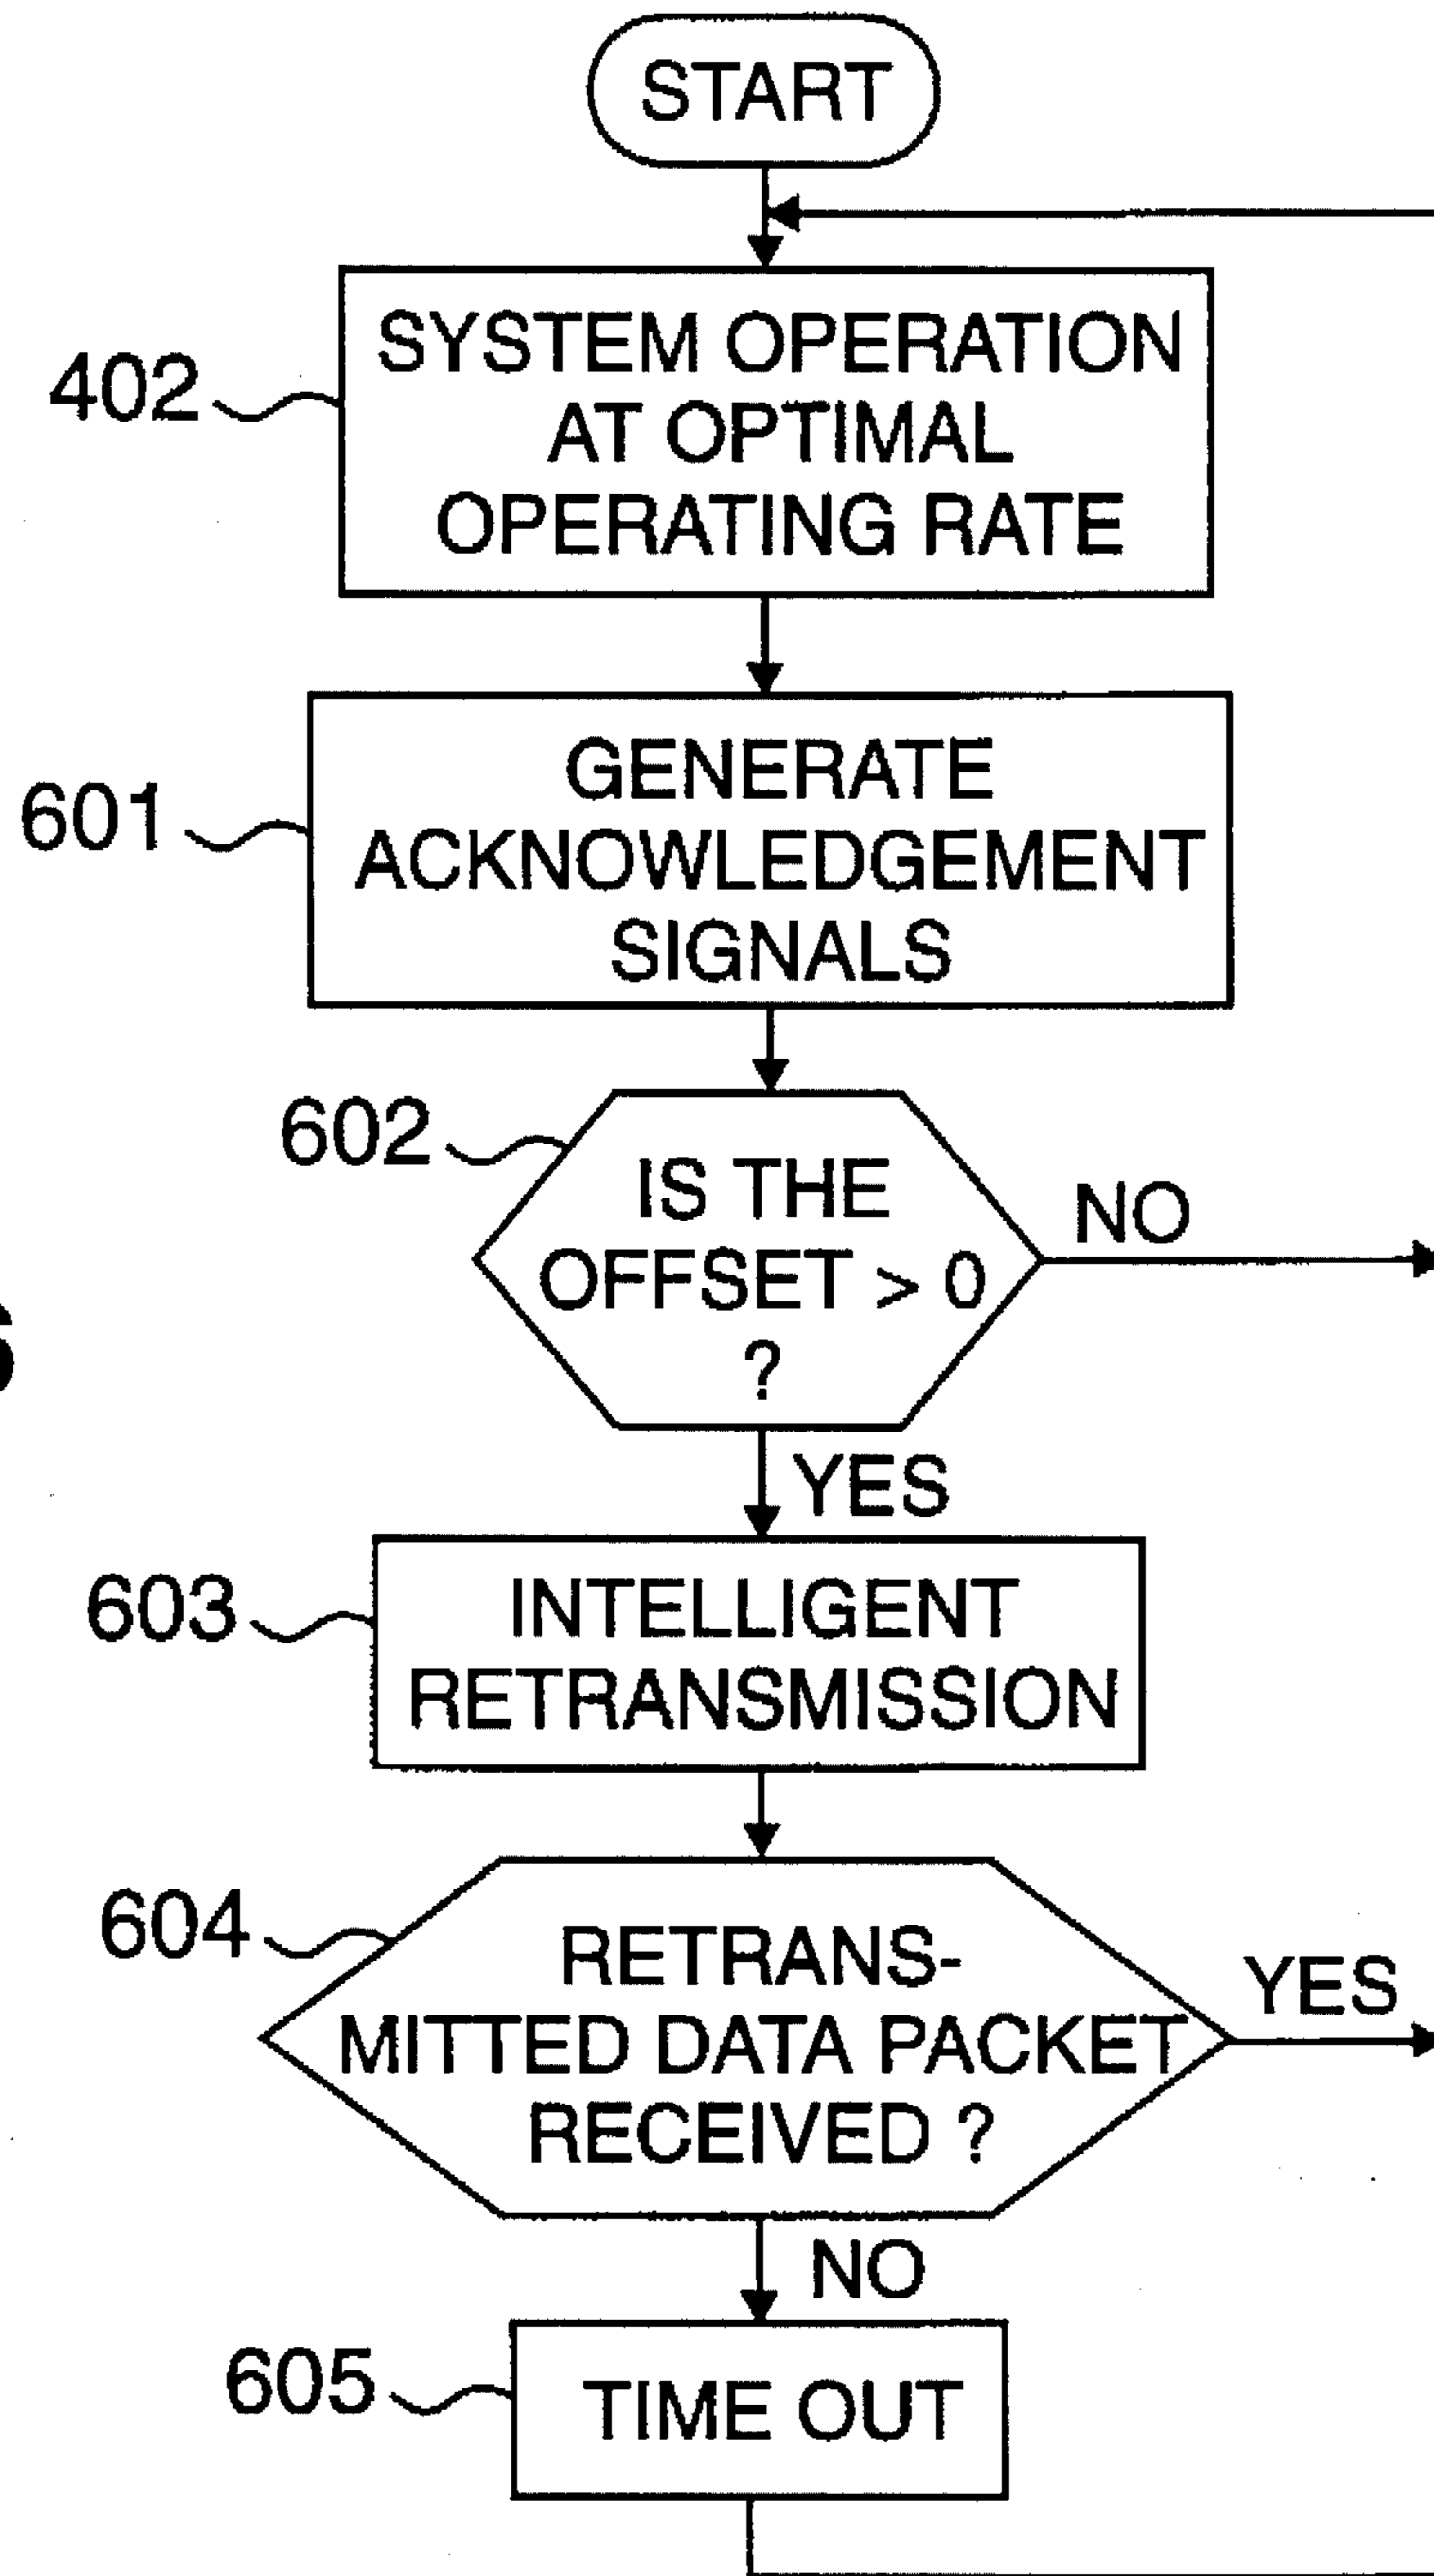 START
SYSTEM OPERATION
AT OPTIMAL
OPERATING RATE
402
GENERATE
ACKNOWLEDGEMENT
SIGNALS
601
602
IS THE
OFFSET > 0
?
NO
YES
603
INTELLIGENT
RETRANSMISSION
604
RETRANS-
MITTED DATA PACKET
RECEIVED ?
YES
NO
605
TIME OUT